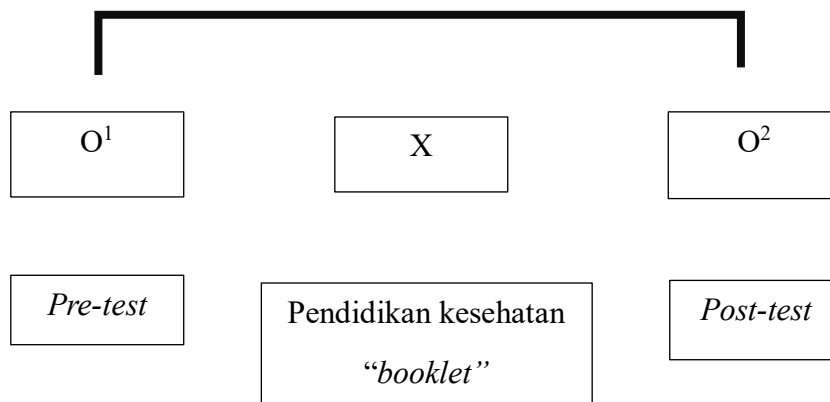 O¹
X
O²
Pre-test
Pendidikan kesehatan
“booklet”
Post-test